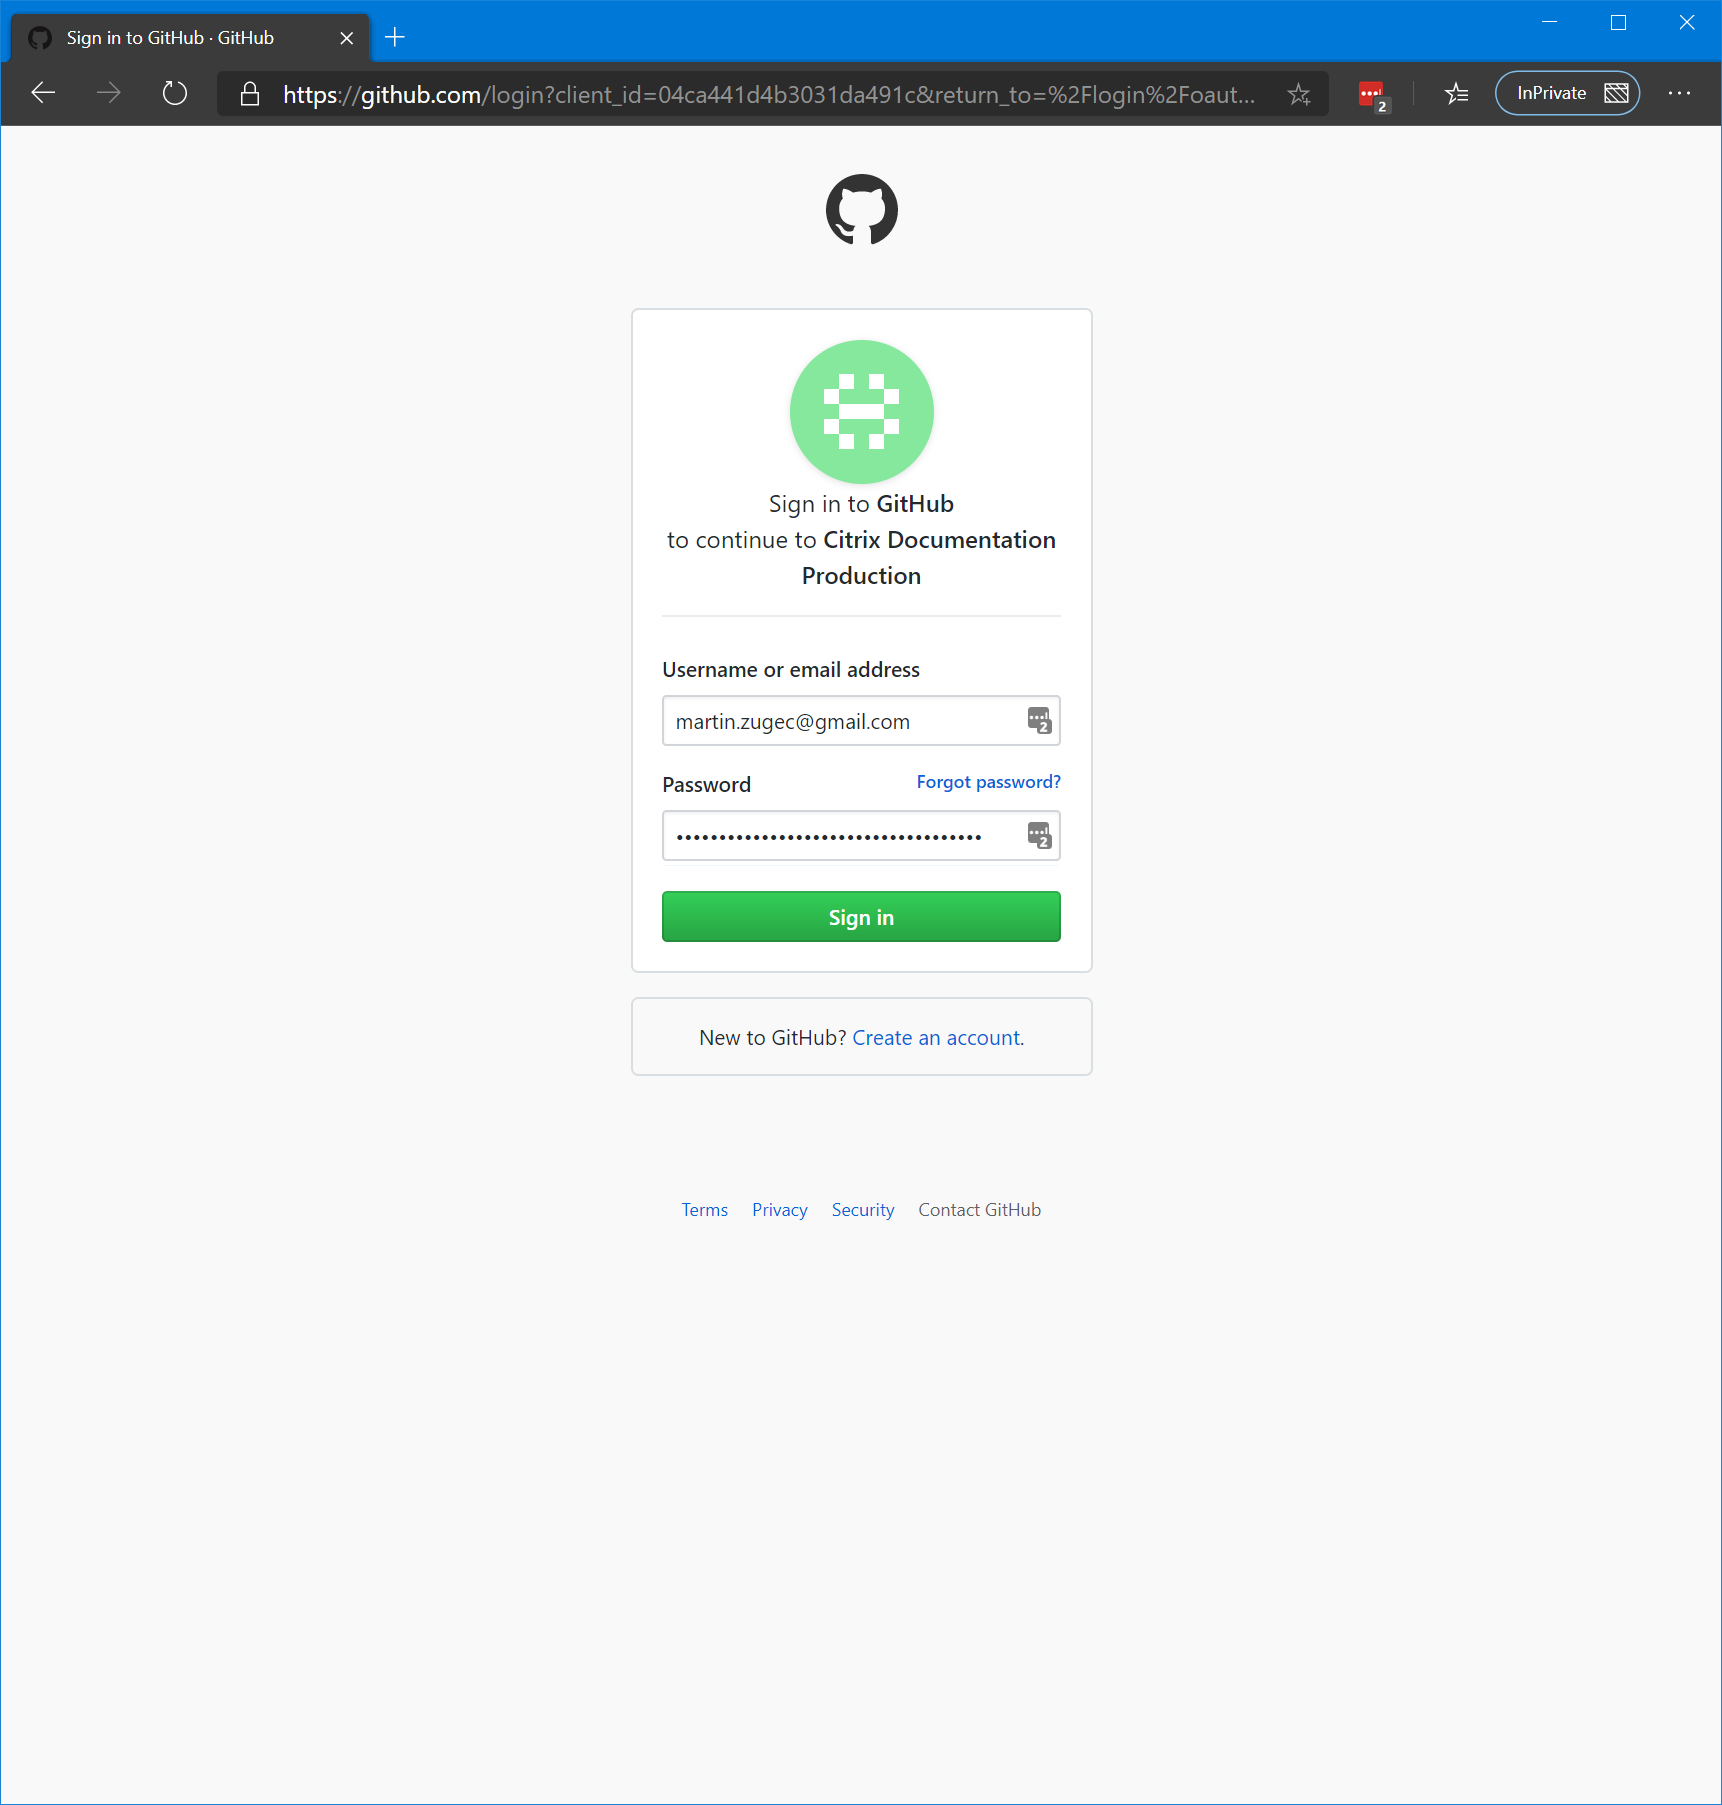 Sign in to GitHub · GitHub
https://github.com/login?client_id=04ca441d4b3031da491c&return_to=%2Flogin%2Foaut...
2
InPrivate
Sign in to GitHub
to continue to Citrix Documentation
Production
Username or email address
martin.zugec@gmail.com
2
Password
Forgot password?
••••••••••••••••••••••••••••••••••••
2
Sign in
New to GitHub? Create an account.
Terms
Privacy
Security
Contact GitHub